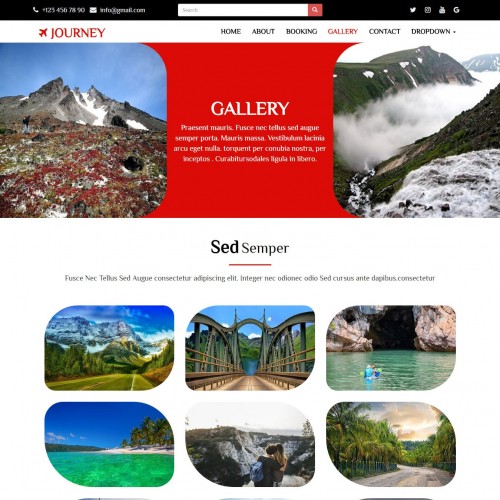 +123 456 78 90 info@gmail.com Search
JOURNEY HOME ABOUT BOOKING GALLERY CONTACT DROPDOWN
GALLERY
Praesent mauris. Fusce nec tellus sed augue
semper porta. Mauris massa. Vestibulum lacinia
arcu eget nulla. torquent per conubia nostra, per
inceptos . Curabitursodales ligula in libero.
Sed Semper
Fusce Nec Tellus Sed Augue consectetur adipiscing elit. Integer nec odionec odio Sed cursus ante dapibus.consectetur